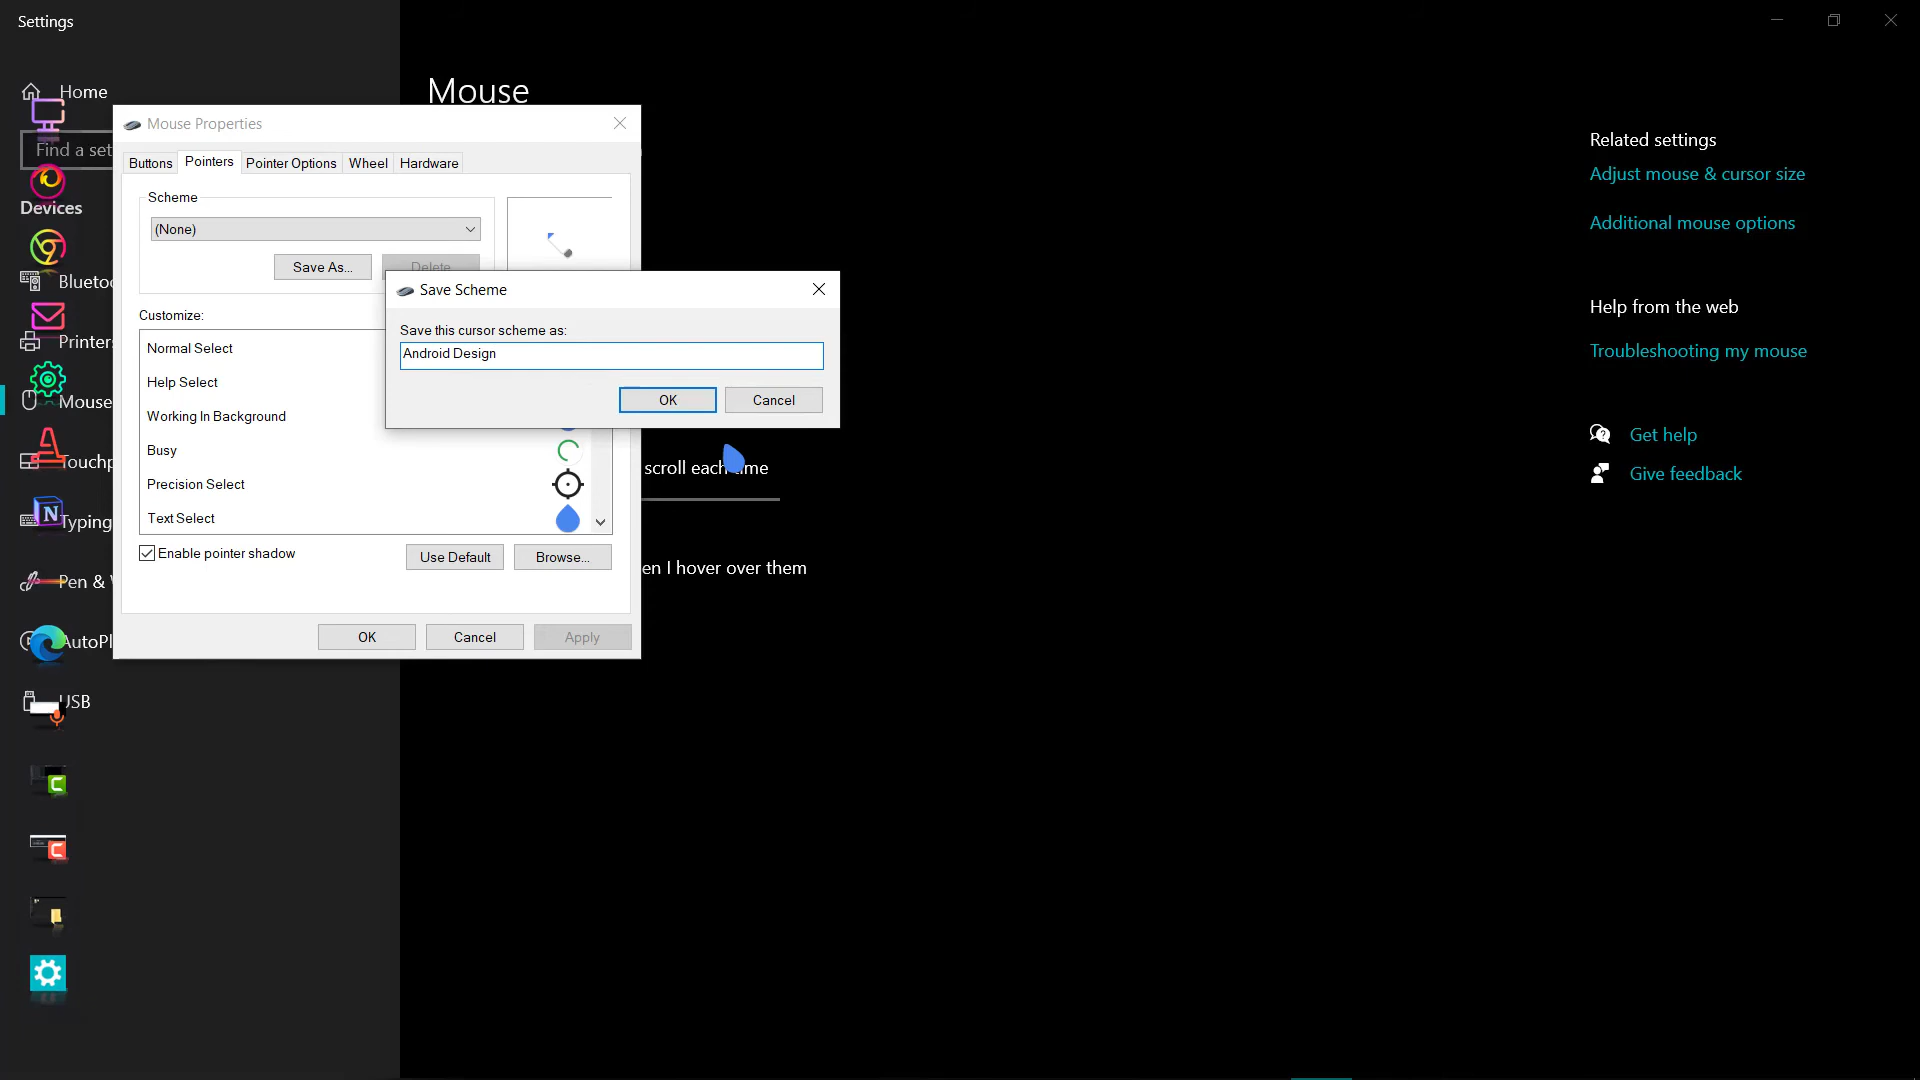 Settings
Home
Find a set
Devices
Bluetoo
Printers
Mouse
Touchp
Typing
Pen & W
AutoPl
USB
Mouse
Mouse Properties
Buttons
Pointers
Pointer Options
Wheel
Hardware
Scheme
(None)
Save As...
Delete
Customize:
Normal Select
Help Select
Working In Background
Busy
Precision Select
Text Select
Enable pointer shadow
Use Default
Browse...
OK
Cancel
Apply
Save Scheme
Save this cursor scheme as:
Android Design
OK
Cancel
scroll each time
en I hover over them
Related settings
Adjust mouse & cursor size
Additional mouse options
Help from the web
Troubleshooting my mouse
Get help
Give feedback